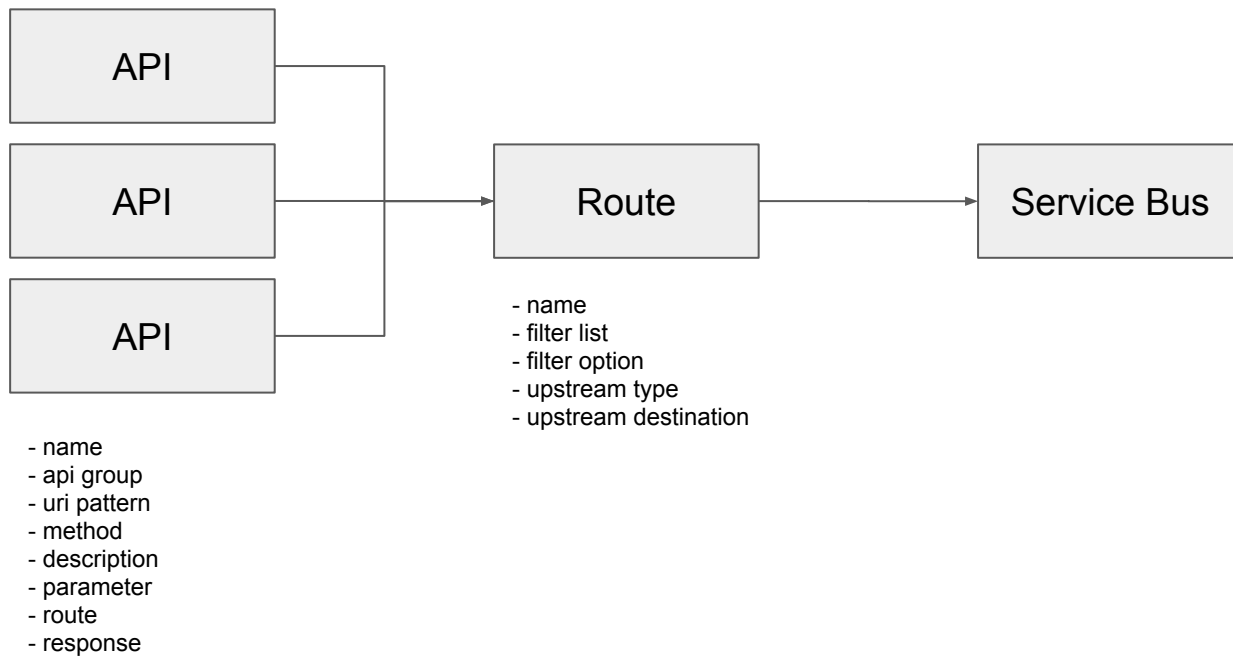 API
API
API
Route
Service Bus
- name
- filter list
- filter option
- upstream type
- upstream destination
- name
- api group
- uri pattern
- method
- description
- parameter
- route
- response